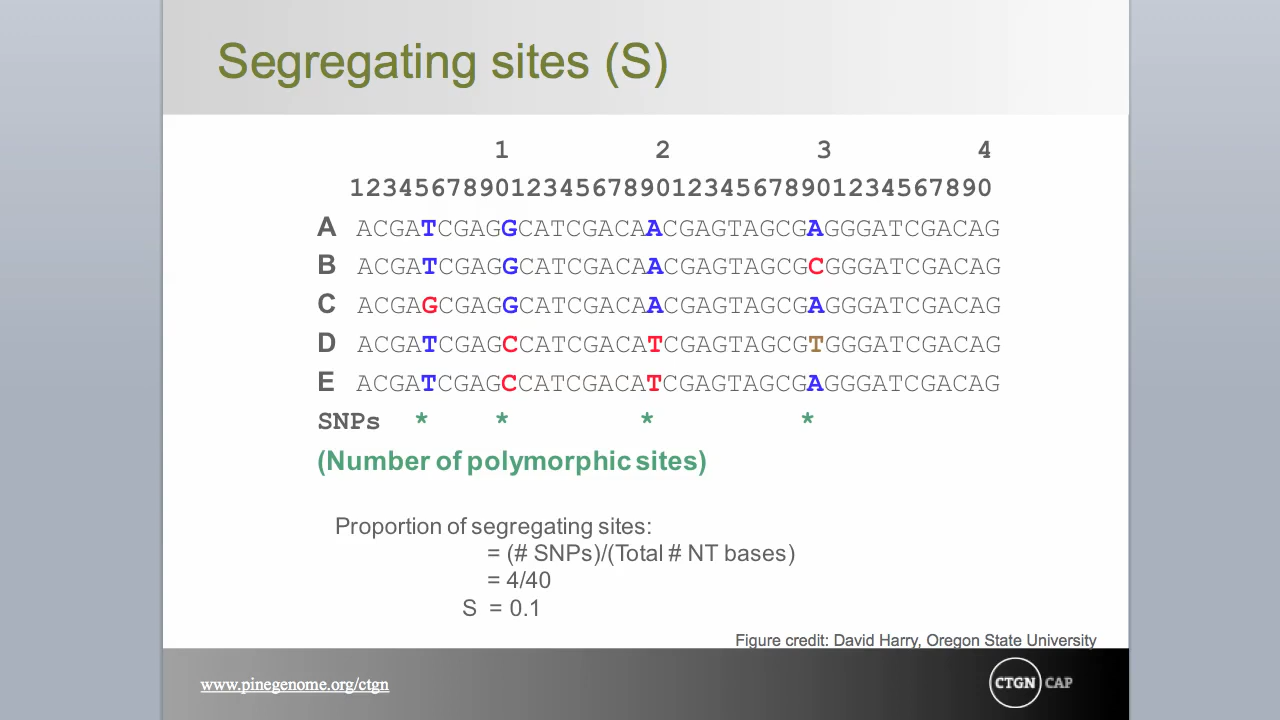 Segregating sites (S)
1 2 3 4
1234567890123456789012345678901234567890
A ACGATCGAGGCATCGACAACGAGTAGCGAGGGATCGACAG
B ACGATCGAGGCATCGACAACGAGTAGCGCGGGATCGACAG
C ACGAGCGAGGCATCGACAACGAGTAGCGAGGGATCGACAG
D ACGATCGAGCCATCGACATCGAGTAGCGTGGGATCGACAG
E ACGATCGAGCCATCGACATCGAGTAGCGAGGGATCGACAG
SNPs * * * *
(Number of polymorphic sites)
Proportion of segregating sites:
= (# SNPs)/(Total # NT bases)
= 4/40
S = 0.1
Figure credit: David Harry, Oregon State University
www.pinegenome.org/ctgn
CTGN CAP